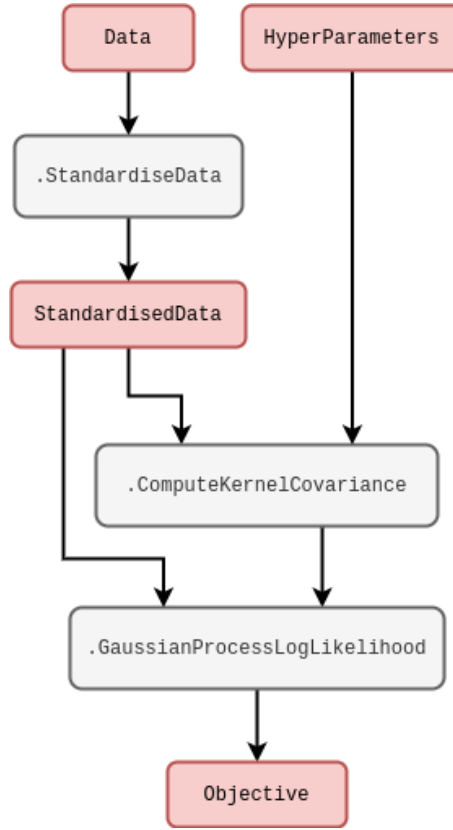 Data
HyperParameters
.StandardiseData
StandardisedData
.ComputeKernelCovariance
.GaussianProcessLogLikelihood
Objective